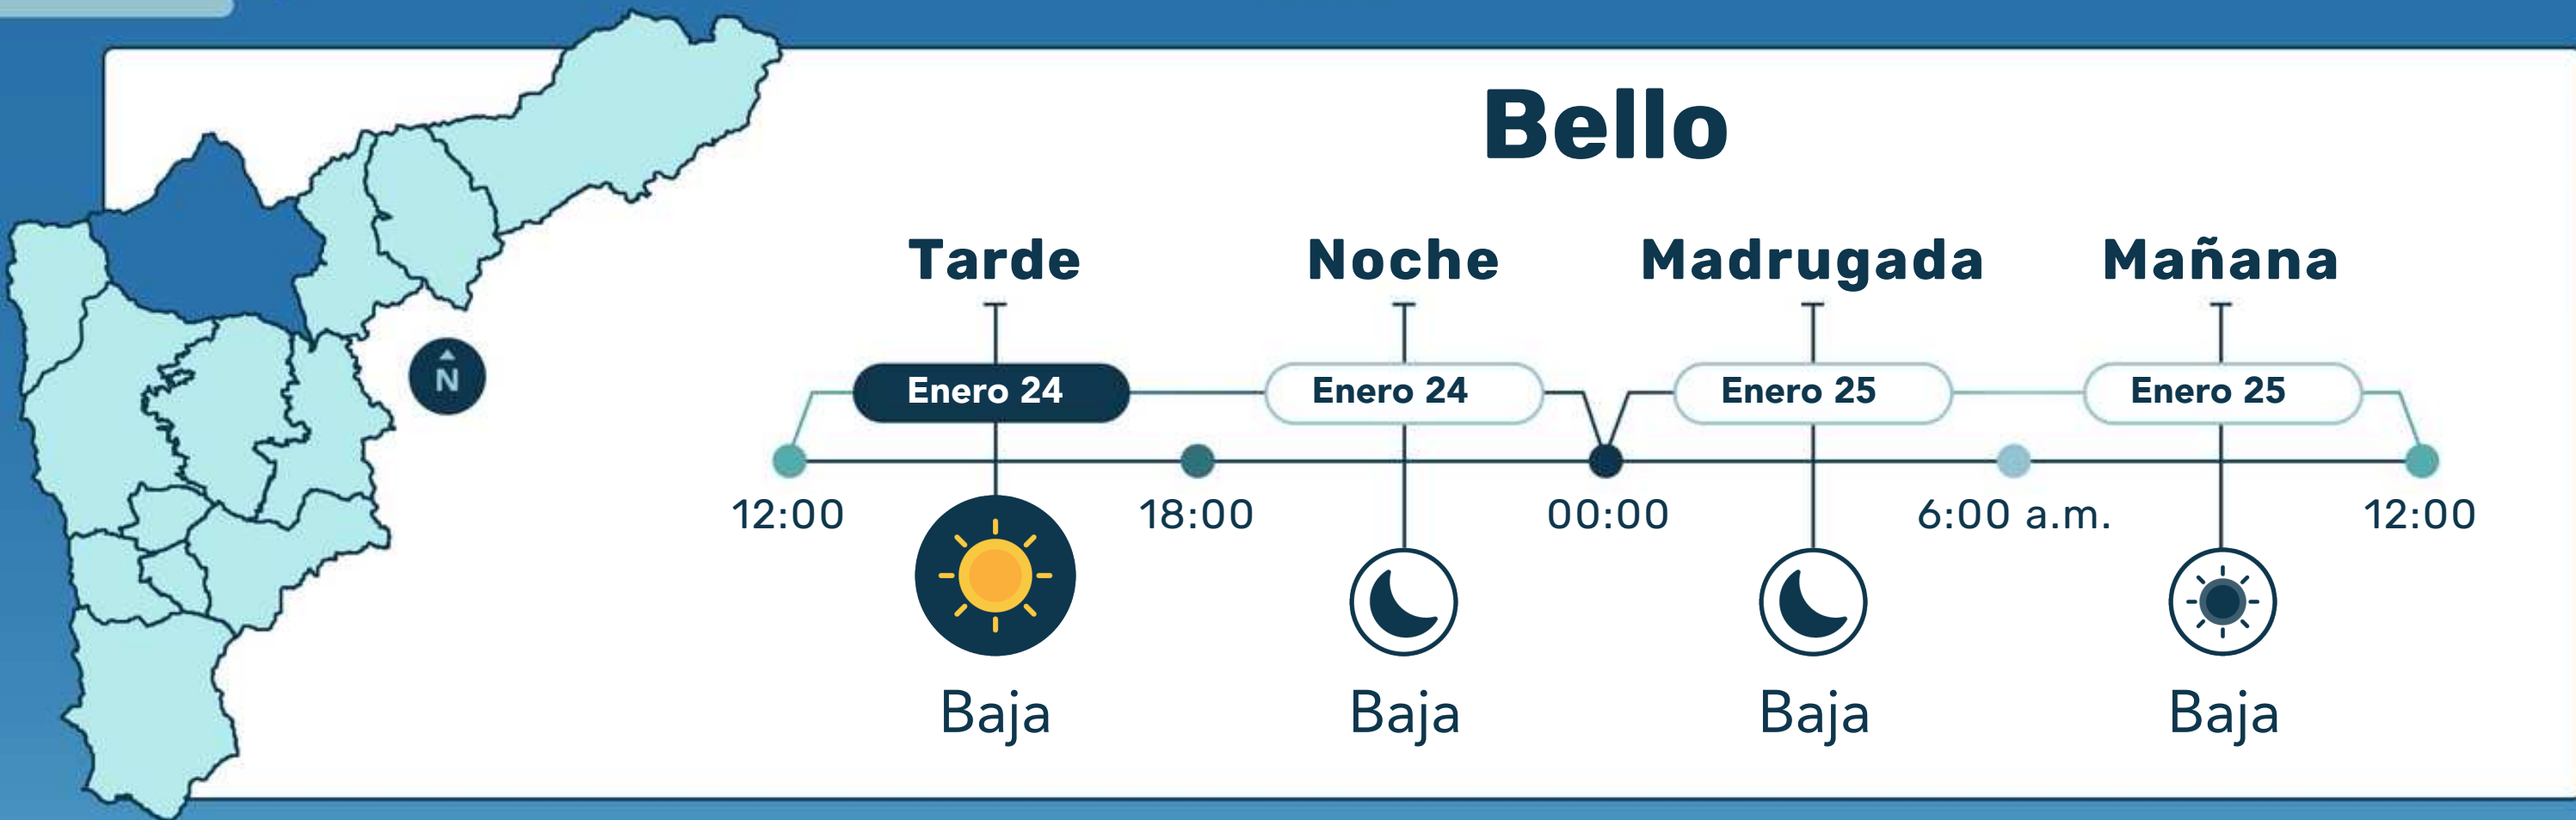 Bello
Tarde Noche Madrugada Mañana
N
Enero 24 Enero 24 Enero 25 Enero 25
12:00 18:00 00:00 6:00 a.m. 12:00
Baja Baja Baja Baja